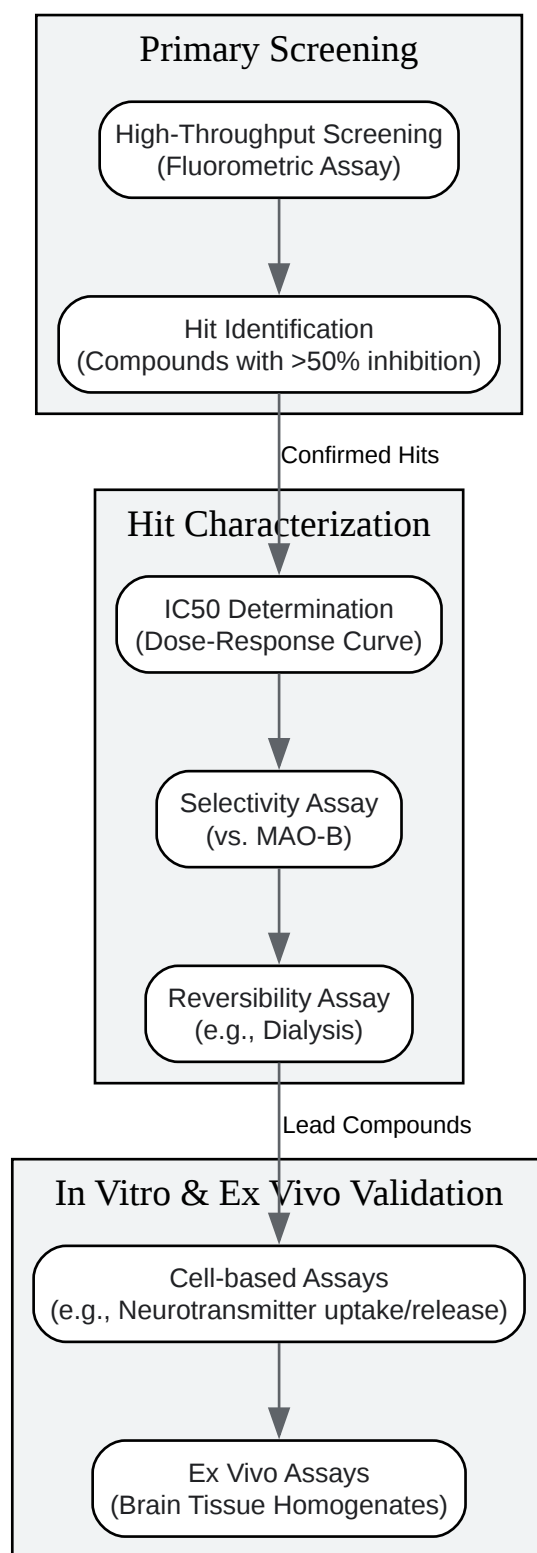 Primary Screening
High-Throughput Screening
(Fluorometric Assay)
Hit Identification
(Compounds with >50% inhibition)
Confirmed Hits
Hit Characterization
IC50 Determination
(Dose-Response Curve)
Selectivity Assay
(vs. MAO-B)
Reversibility Assay
(e.g., Dialysis)
Lead Compounds
In Vitro & Ex Vivo Validation
Cell-based Assays
(e.g., Neurotransmitter uptake/release)
Ex Vivo Assays
(Brain Tissue Homogenates)